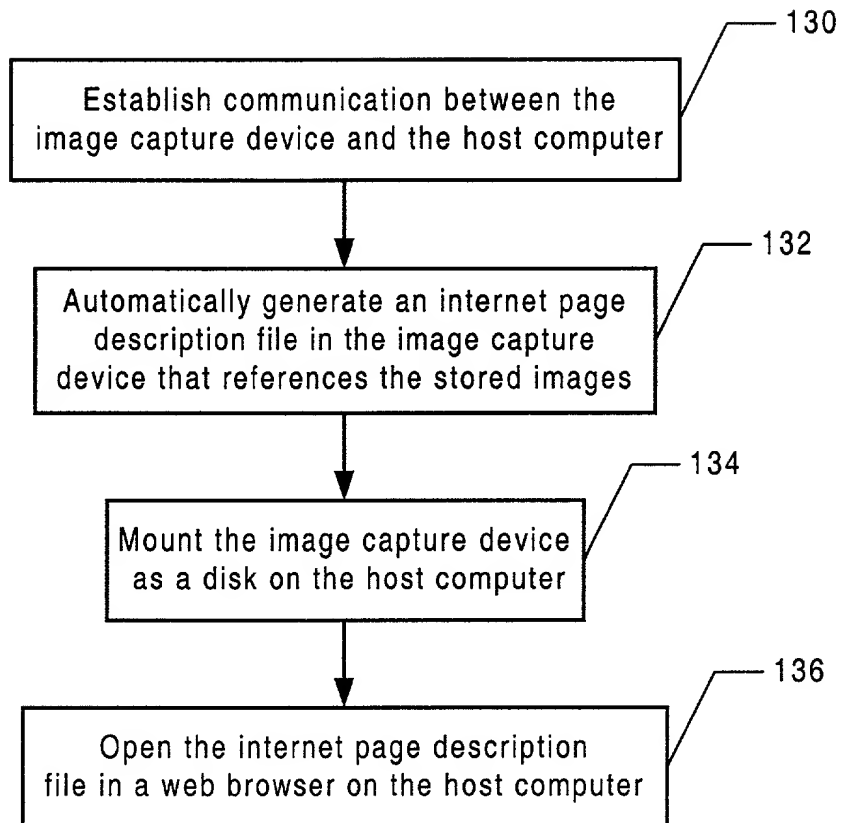 130
Establish communication between the
image capture device and the host computer
132
Automatically generate an internet page
description file in the image capture
device that references the stored images
134
Mount the image capture device
as a disk on the host computer
136
Open the internet page description
file in a web browser on the host computer